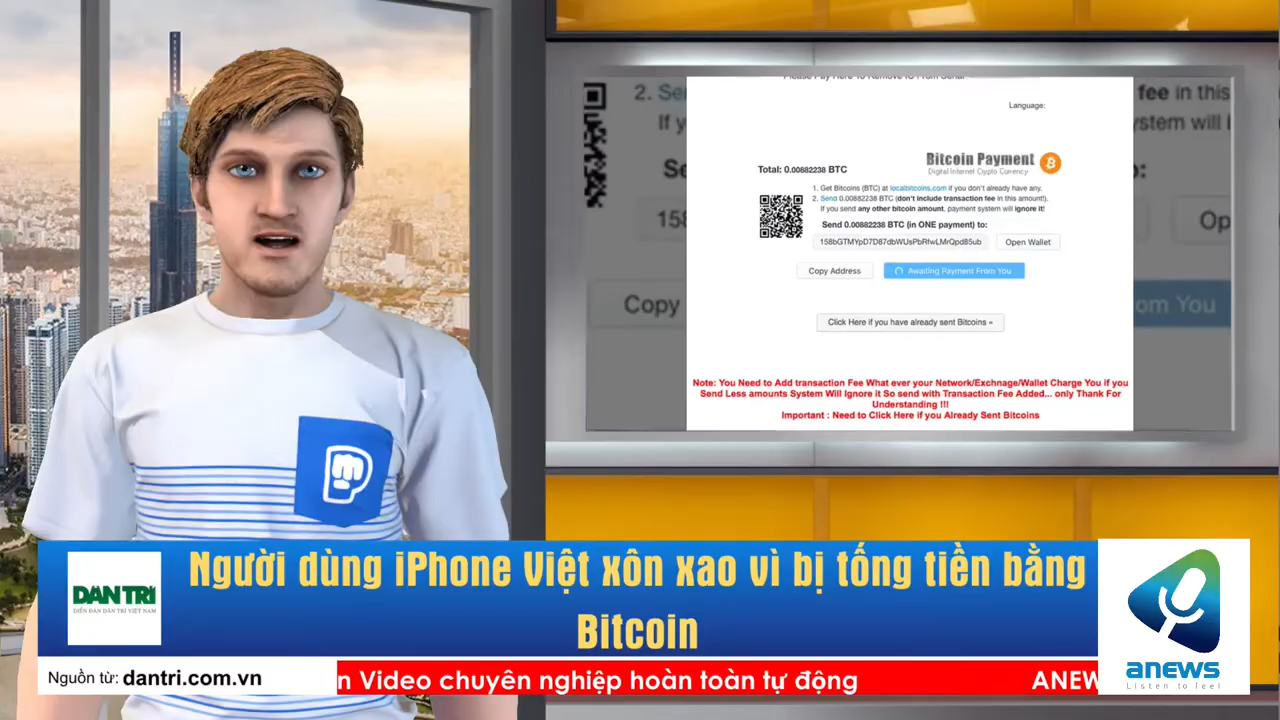 Please Pay Here To Remove IC From Serial
Language:
Bitcoin Payment
Digital Internet Crypto Currency
Total: 0.00882238 BTC
1. Get Bitcoins (BTC) at localbitcoins.com if you don't already have any.
2. Send 0.00882238 BTC (don't include transaction fee in this amount!).
If you send any other bitcoin amount, payment system will ignore it!
Send 0.00882238 BTC (in ONE payment) to:
Open Wallet
Copy Address
Awaiting Payment From You
Click Here if you have already sent Bitcoins »
Note: You Need to Add transaction Fee What ever your Network/Exchnage/Wallet Charge You if you
Send Less amounts System Will Ignore it So send with Transaction Fee Added... only Thank For
Understanding !!!
Important : Need to Click Here if you Already Sent Bitcoins
2. Se
fee in this
If y
ystem will i
Se
158
Op
Copy
om You
DÂN TRÍ
DIỄN ĐÀN DÂN TRÍ VIỆT NAM
Người dùng iPhone Việt xôn xao vì bị tống tiền bằng
Bitcoin
Nguồn từ: dantri.com.vn
n Video chuyên nghiệp hoàn toàn tự động
ANEW
anews
Listen to feel